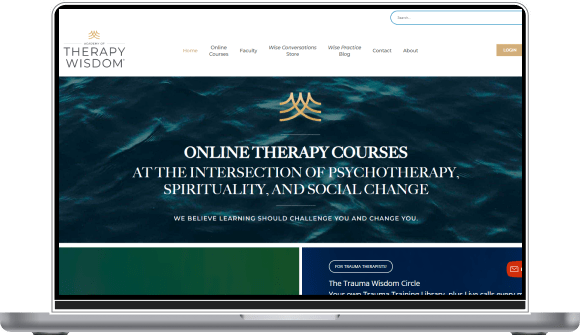 Search...
ACADEMY OF
THERAPY
WISDOM
Home
Online
Courses
Faculty
Wise Conversations
Store
Wise Practice
Blog
Contact
About
LOGIN
ONLINE THERAPY COURSES
AT THE INTERSECTION OF PSYCHOTHERAPY,
SPIRITUALITY, AND SOCIAL CHANGE
WE BELIEVE LEARNING SHOULD CHALLENGE YOU AND CHANGE YOU.
FOR TRAUMA THERAPISTS!
The Trauma Wisdom Circle
Your own Trauma Training Library, plus Live calls every m